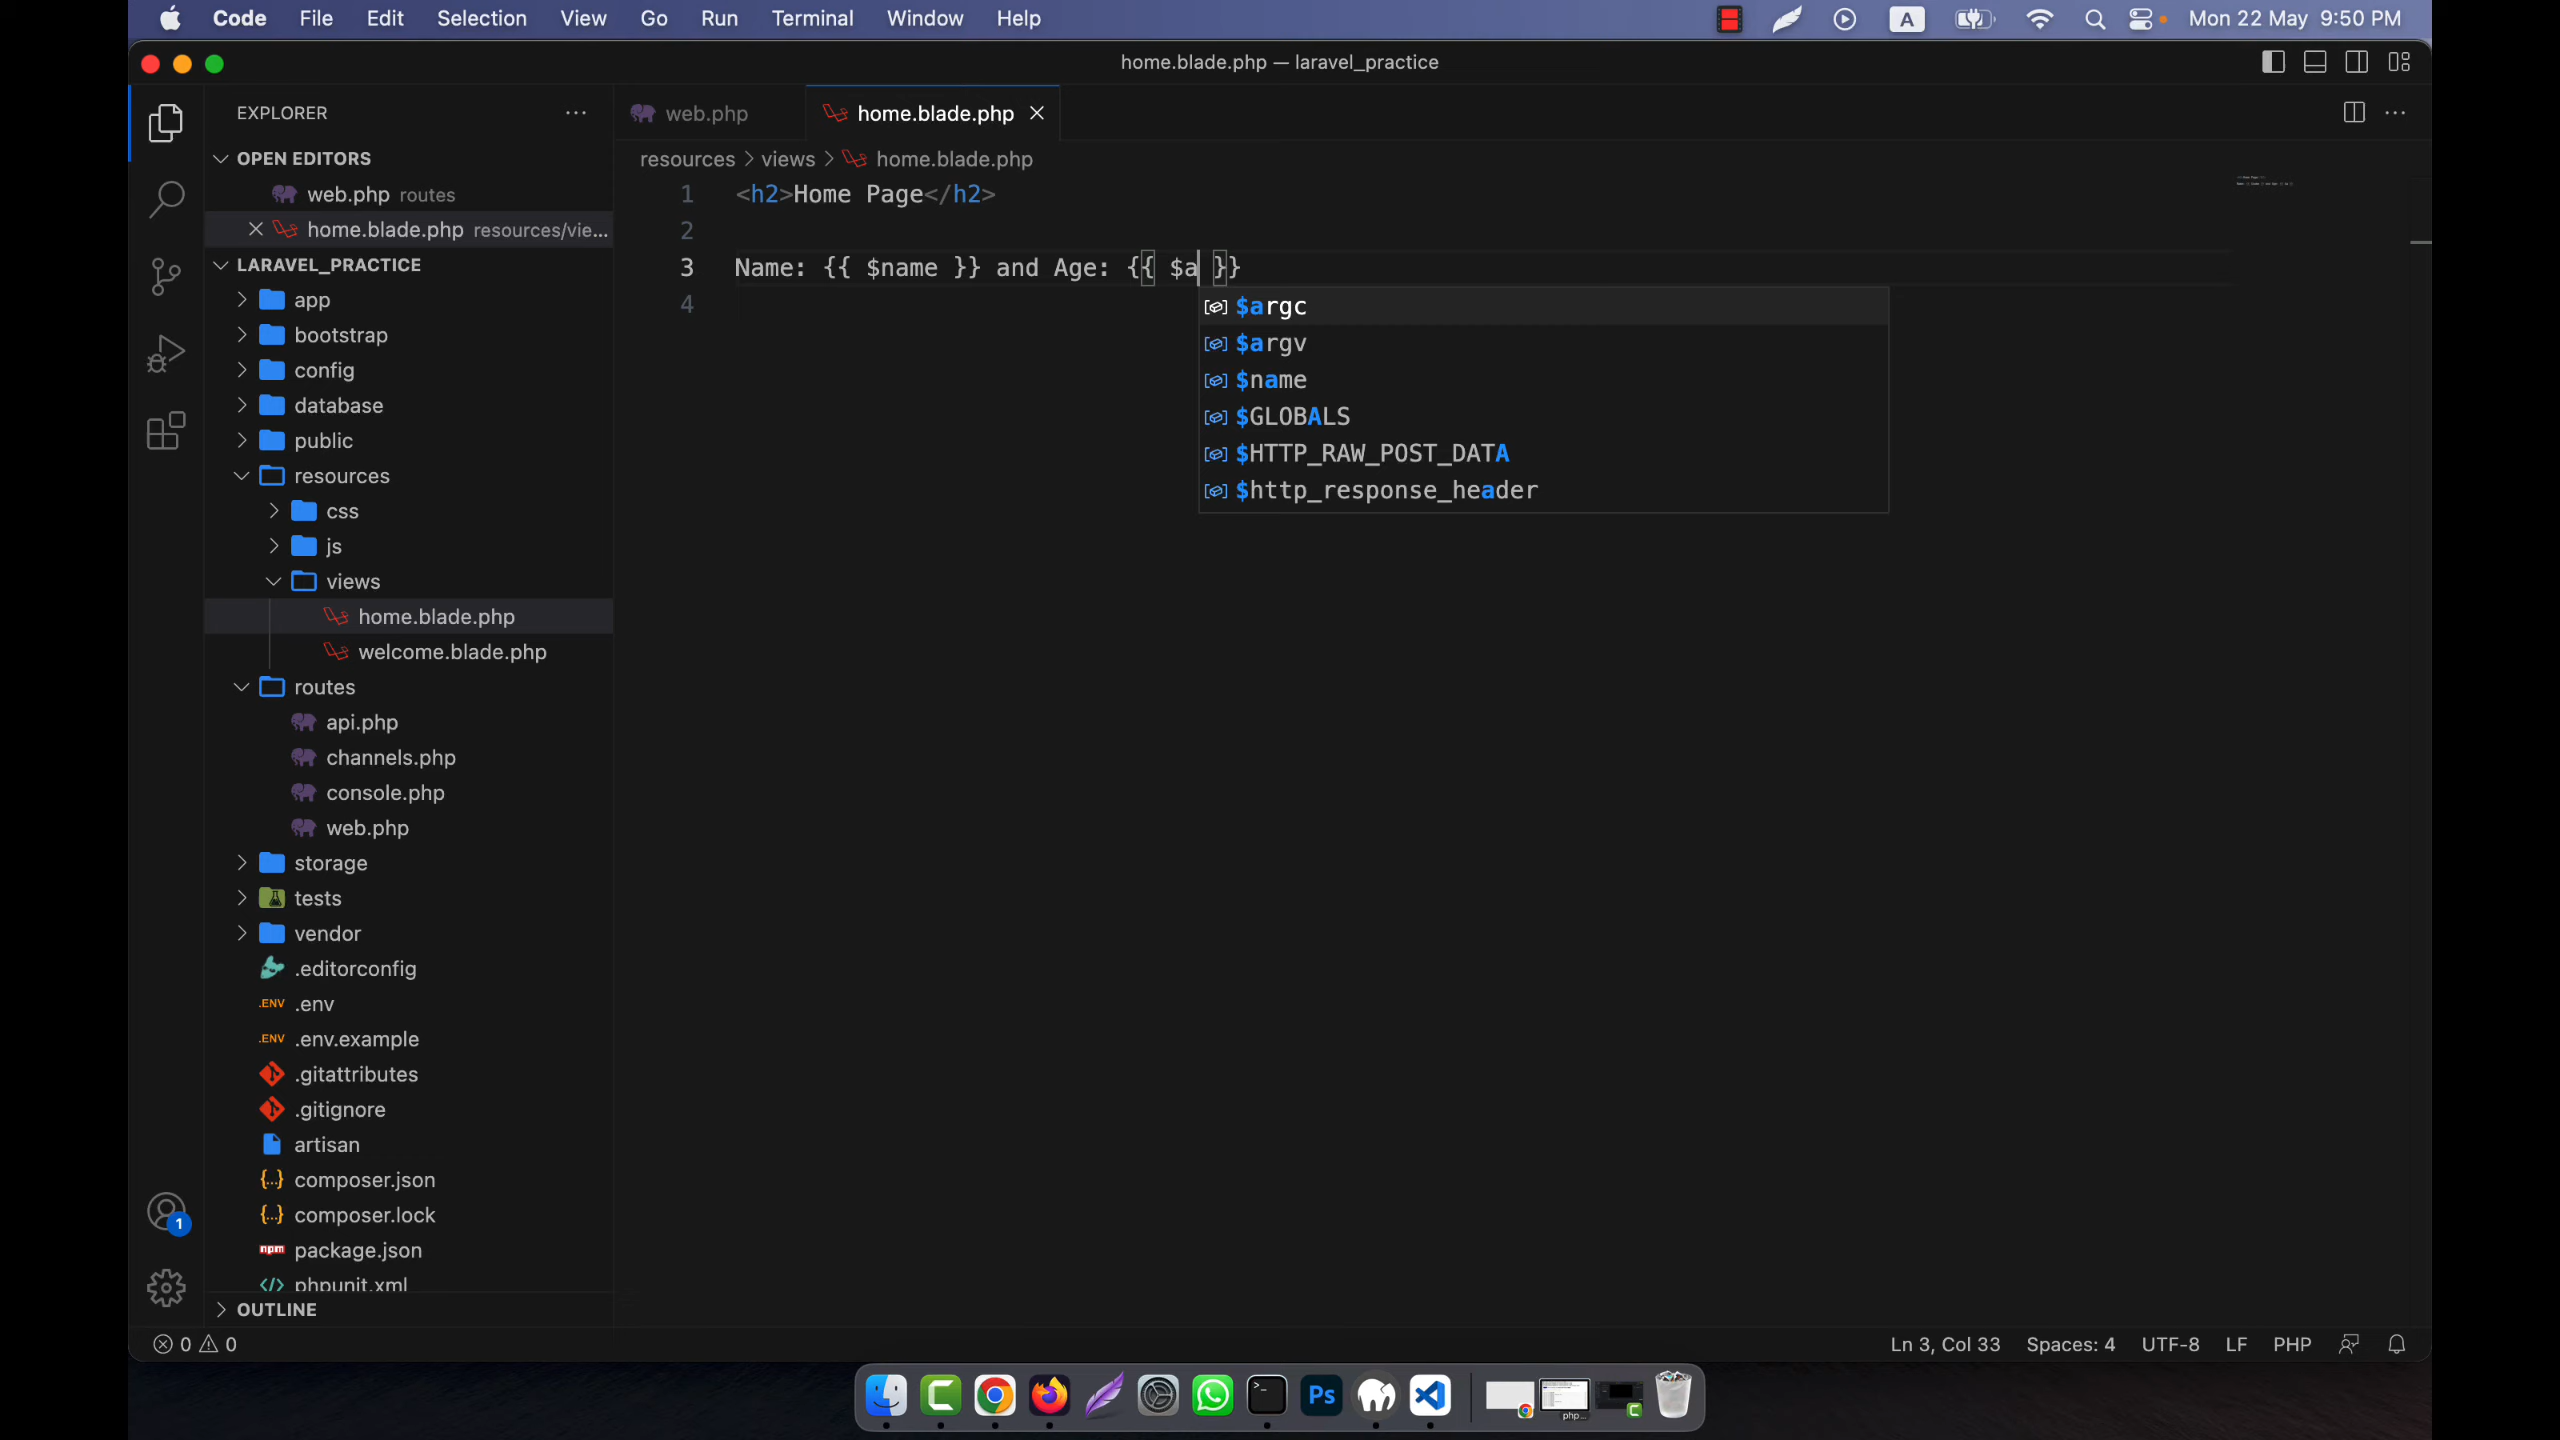 Code File Edit Selection View Go Run Terminal Window Help A Mon 22 May 9:50 PM
home.blade.php — laravel_practice
EXPLORER
web.php
home.blade.php
OPEN EDITORS
web.php routes
home.blade.php resources/vie...
LARAVEL_PRACTICE
app
bootstrap
config
database
public
resources
css
js
views
home.blade.php
welcome.blade.php
routes
api.php
channels.php
console.php
web.php
storage
tests
vendor
.editorconfig
.ENV .env
.ENV .env.example
.gitattributes
.gitignore
artisan
{..} composer.json
{..} composer.lock
npm package.json
</> phpunit.xml
OUTLINE
resources > views > home.blade.php
1 <h2>Home Page</h2>
2
3 Name: {{ $name }} and Age: {{ $a }}
4
$argc
$argv
$name
$GLOBALS
$HTTP_RAW_POST_DATA
$http_response_header
1
0 0
Ln 3, Col 33 Spaces: 4 UTF-8 LF PHP
Ps
php...